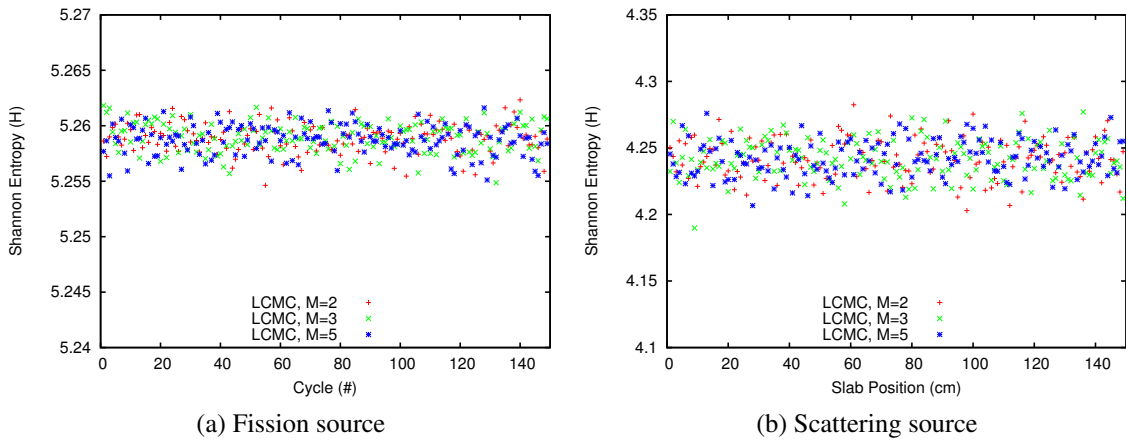 5.27
5.265
5.26
5.255
5.25
5.245
5.24
Shannon Entropy (H)
LCMC, M=2
LCMC, M=3
LCMC, M=5
0 20 40 60 80 100 120 140
Cycle (#)
(a) Fission source
4.35
4.3
4.25
4.2
4.15
4.1
Shannon Entropy (H)
LCMC, M=2
LCMC, M=3
LCMC, M=5
0 20 40 60 80 100 120 140
Slab Position (cm)
(b) Scattering source